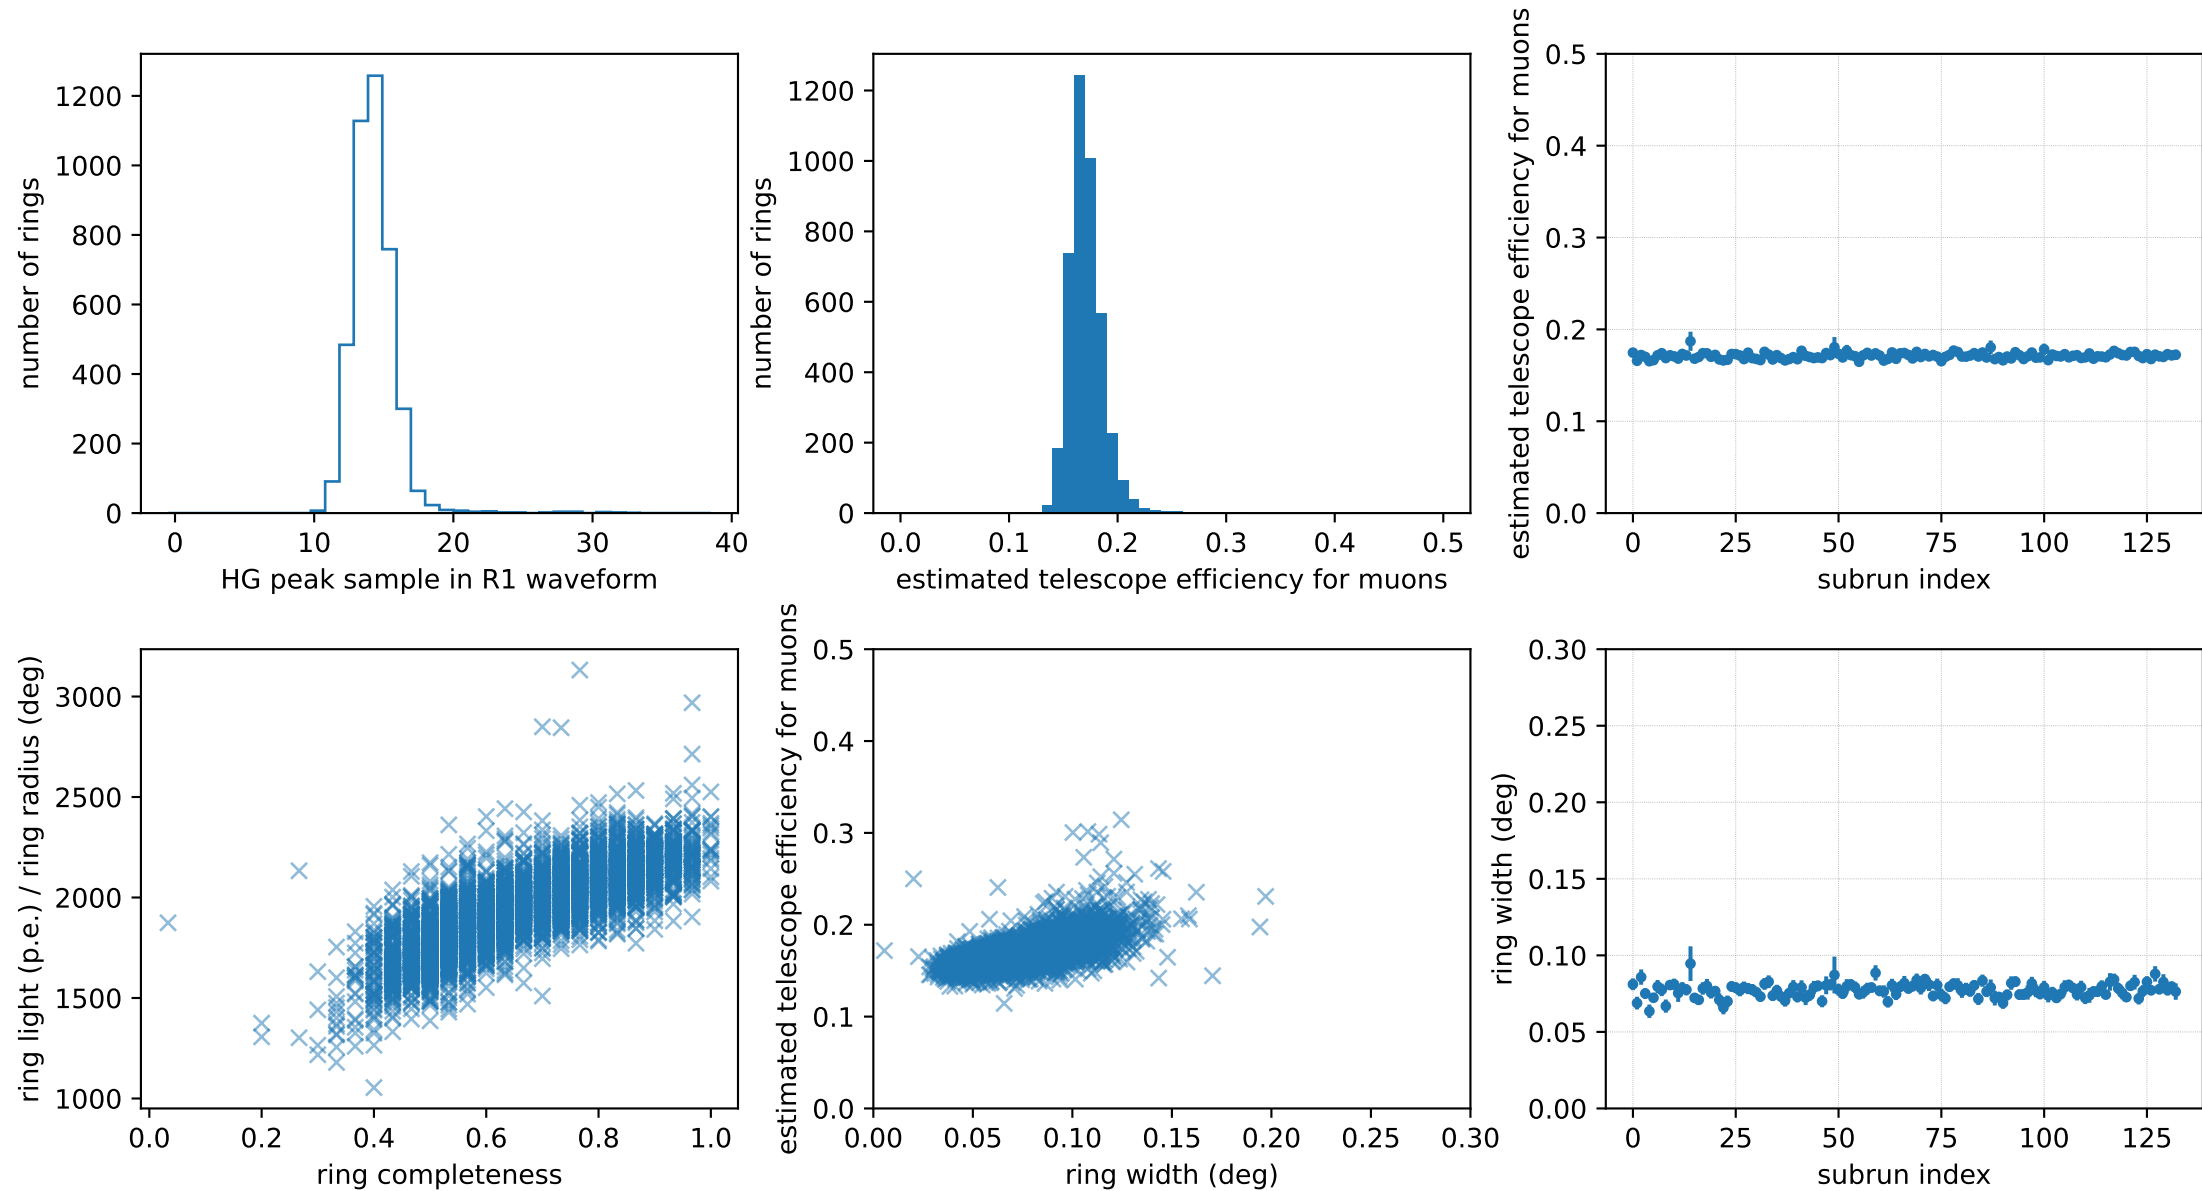 1200
1000
800
600
400
200
0
number of rings
0 10 20 30 40
HG peak sample in R1 waveform
1200
1000
800
600
400
200
0
number of rings
0.0 0.1 0.2 0.3 0.4 0.5
estimated telescope efficiency for muons
0.5
0.4
0.3
0.2
0.1
0.0
estimated telescope efficiency for muons
0 25 50 75 100 125
subrun index
3000
2500
2000
1500
1000
ring light (p.e.) / ring radius (deg)
0.0 0.2 0.4 0.6 0.8 1.0
ring completeness
0.5
0.4
0.3
0.2
0.1
0.0
estimated telescope efficiency for muons
0.00 0.05 0.10 0.15 0.20 0.25 0.30
ring width (deg)
0.30
0.25
0.20
0.15
0.10
0.05
0.00
ring width (deg)
0 25 50 75 100 125
subrun index